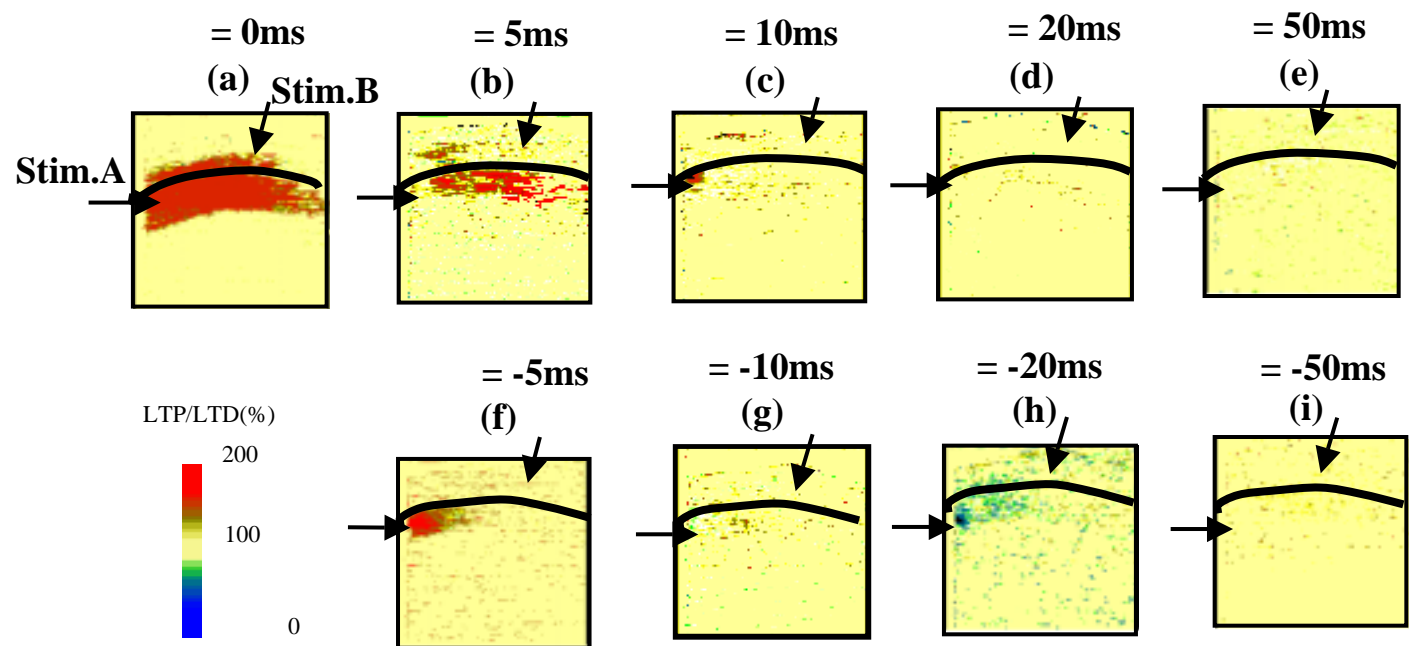 = 0ms
= 5ms
= 10ms
= 20ms
= 50ms
(a)
(b)
(c)
(d)
(e)
Stim.B
Stim.A
= -5ms
= -10ms
= -20ms
= -50ms
(f)
(g)
(h)
(i)
LTP/LTD(%)
200
100
0